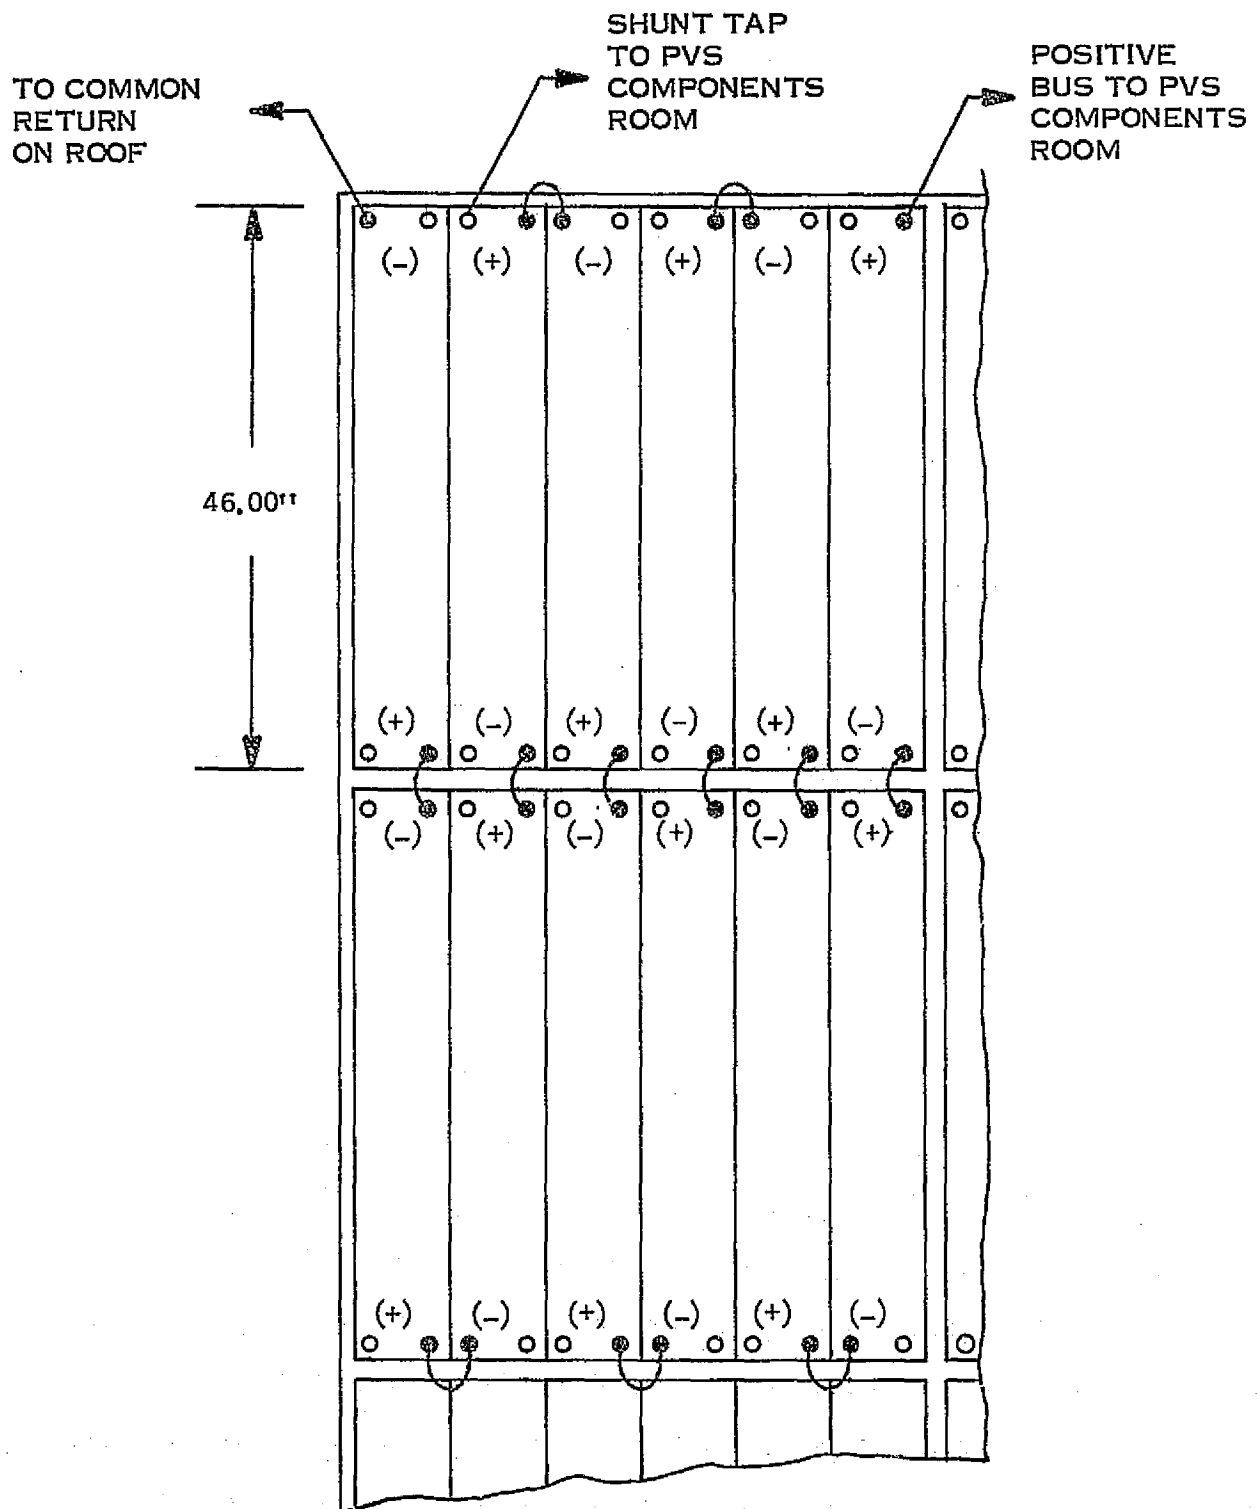 SHUNT TAP
TO PVS
COMPONENTS
ROOM
POSITIVE
BUS TO PVS
COMPONENTS
ROOM
TO COMMON
RETURN
ON ROOF
(-) (+) (-) (+) (-) (+)
46.00"
(+) (-) (+) (-) (+) (-)
(-) (+) (-) (+) (-) (+)
(+) (-) (+) (-) (+) (-)